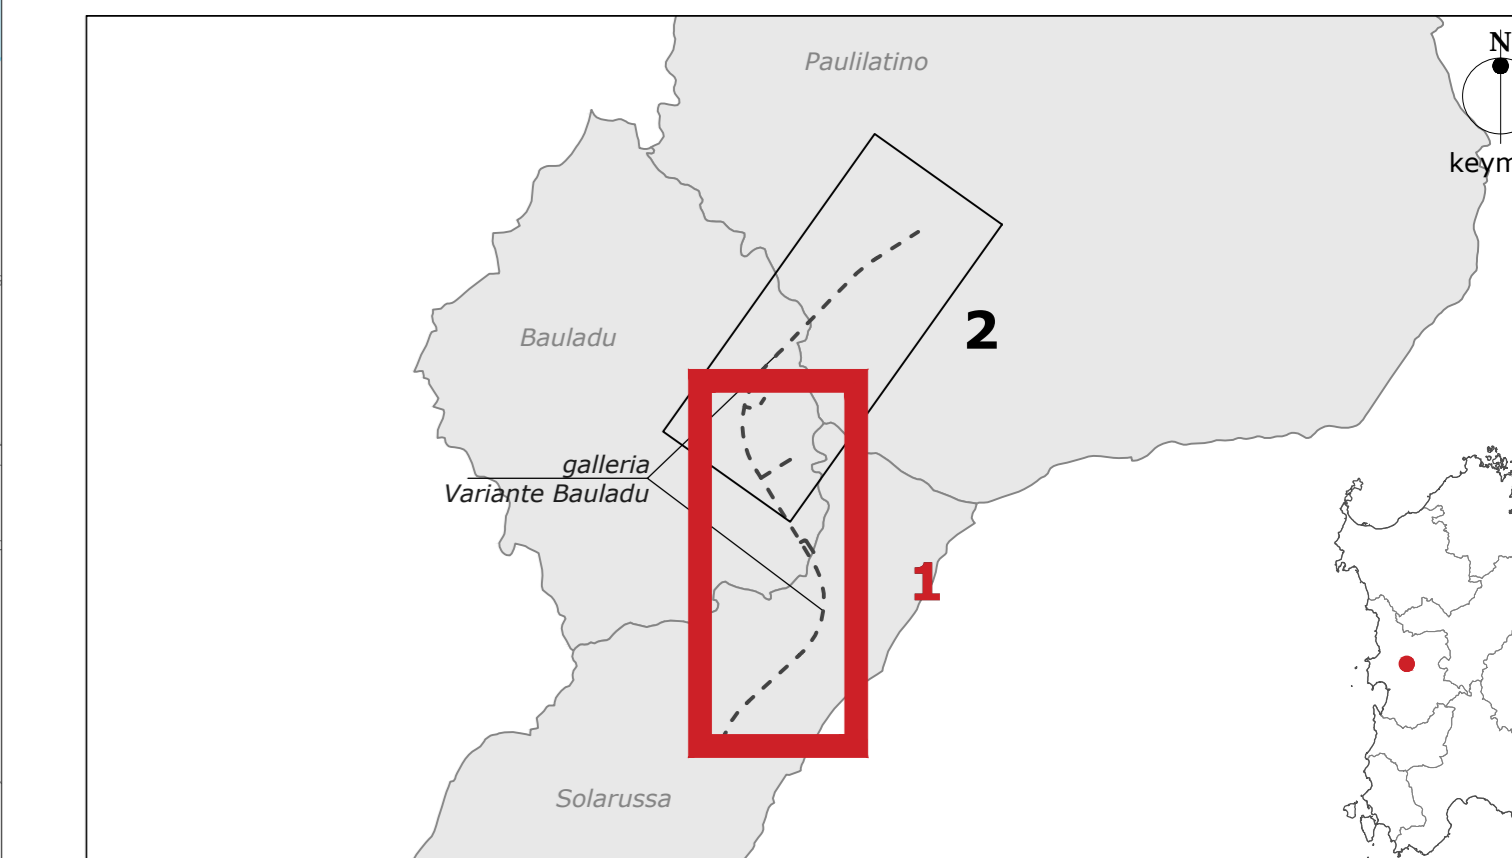 Paulilatino
N
keym
2
Bauladu
galleria
Variante Bauladu
1
Solarussa